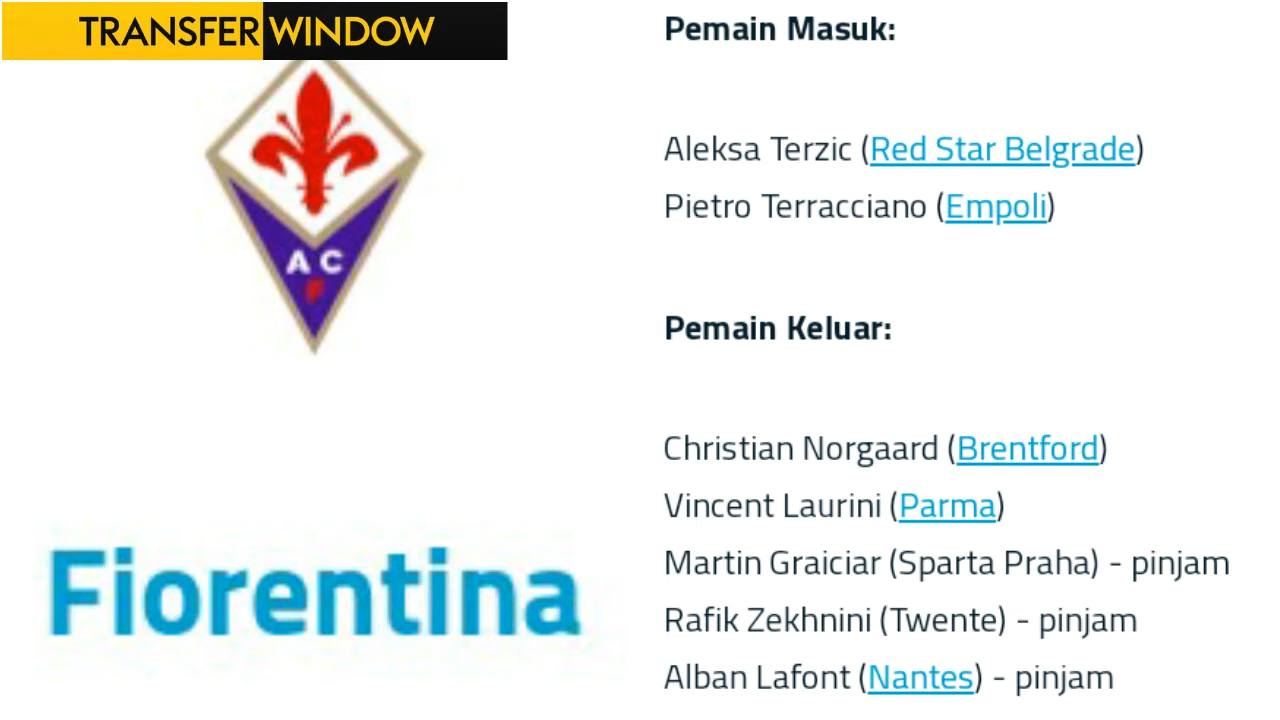 TRANSFER WINDOW
A C
F
Fiorentina
Pemain Masuk:
Aleksa Terzic (Red Star Belgrade)
Pietro Terracciano (Empoli)
Pemain Keluar:
Christian Norgaard (Brentford)
Vincent Laurini (Parma)
Martin Graiciar (Sparta Praha) - pinjam
Rafik Zekhnini (Twente) - pinjam
Alban Lafont (Nantes) - pinjam